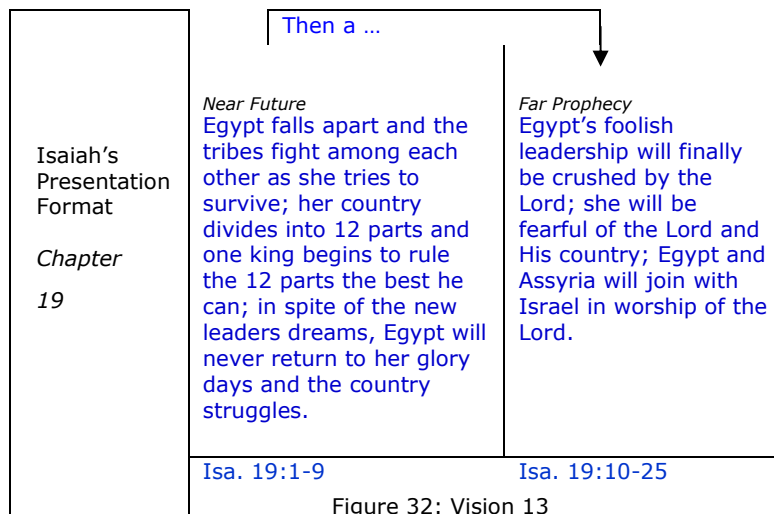 Then a …
Isaiah's
Presentation
Format
Chapter
19
Near Future
Egypt falls apart and the
tribes fight among each
other as she tries to
survive; her country
divides into 12 parts and
one king begins to rule
the 12 parts the best he
can; in spite of the new
leaders dreams, Egypt will
never return to her glory
days and the country
struggles.
Isa. 19:1-9
Far Prophecy
Egypt's foolish
leadership will finally
be crushed by the
Lord; she will be
fearful of the Lord and
His country; Egypt and
Assyria will join with
Israel in worship of the
Lord.
Isa. 19:10-25
Figure 32: Vision 13